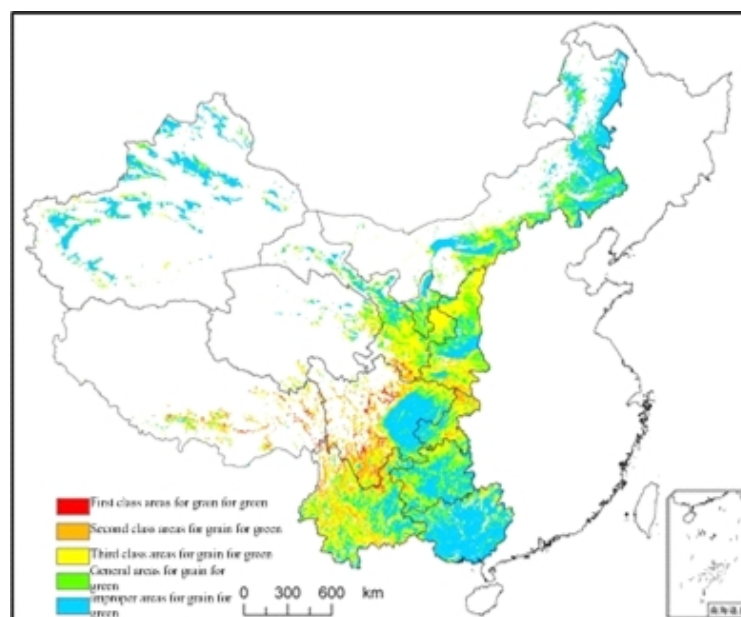 First class areas for grain for green
Second class areas for grain for green
Third class areas for grain for green
General areas for grain for
green
improper areas for grain for
green
0 300 600 km